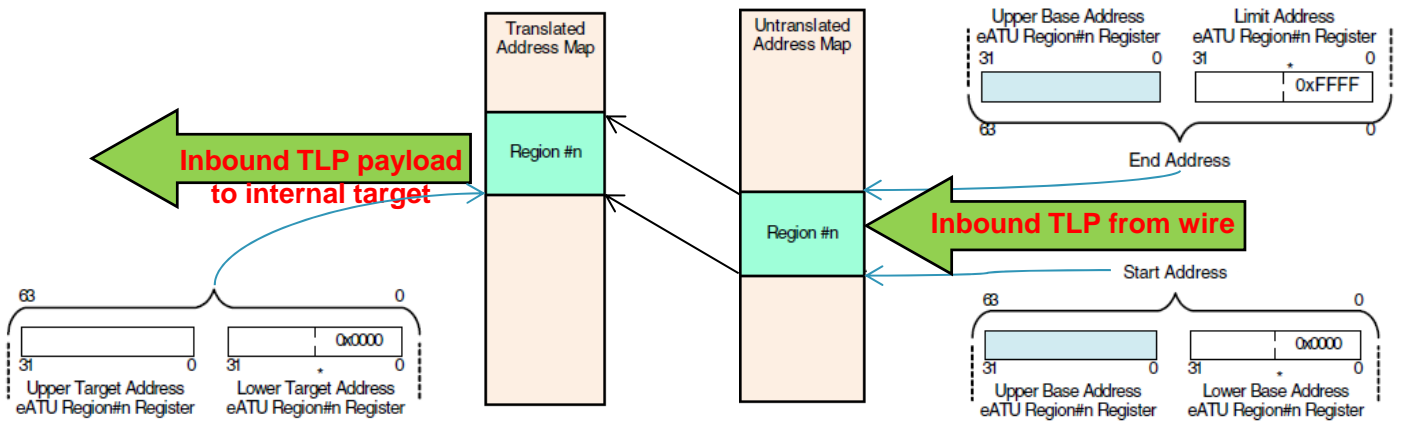 Translated
Address Map
Region #n
Untranslated
Address Map
Region #n
Upper Base Address
eATU Region#n Register
31 0
63
Limit Address
eATU Region#n Register
31 0
*
0xFFFF
0
End Address
Inbound TLP payload
to internal target
Inbound TLP from wire
Start Address
63 0
0x0000
31 0
Upper Base Address
eATU Region#n Register
31 * 0
Lower Base Address
eATU Region#n Register
63 0
0x0000
31 0
Upper Target Address
eATU Region#n Register
31 * 0
Lower Target Address
eATU Region#n Register